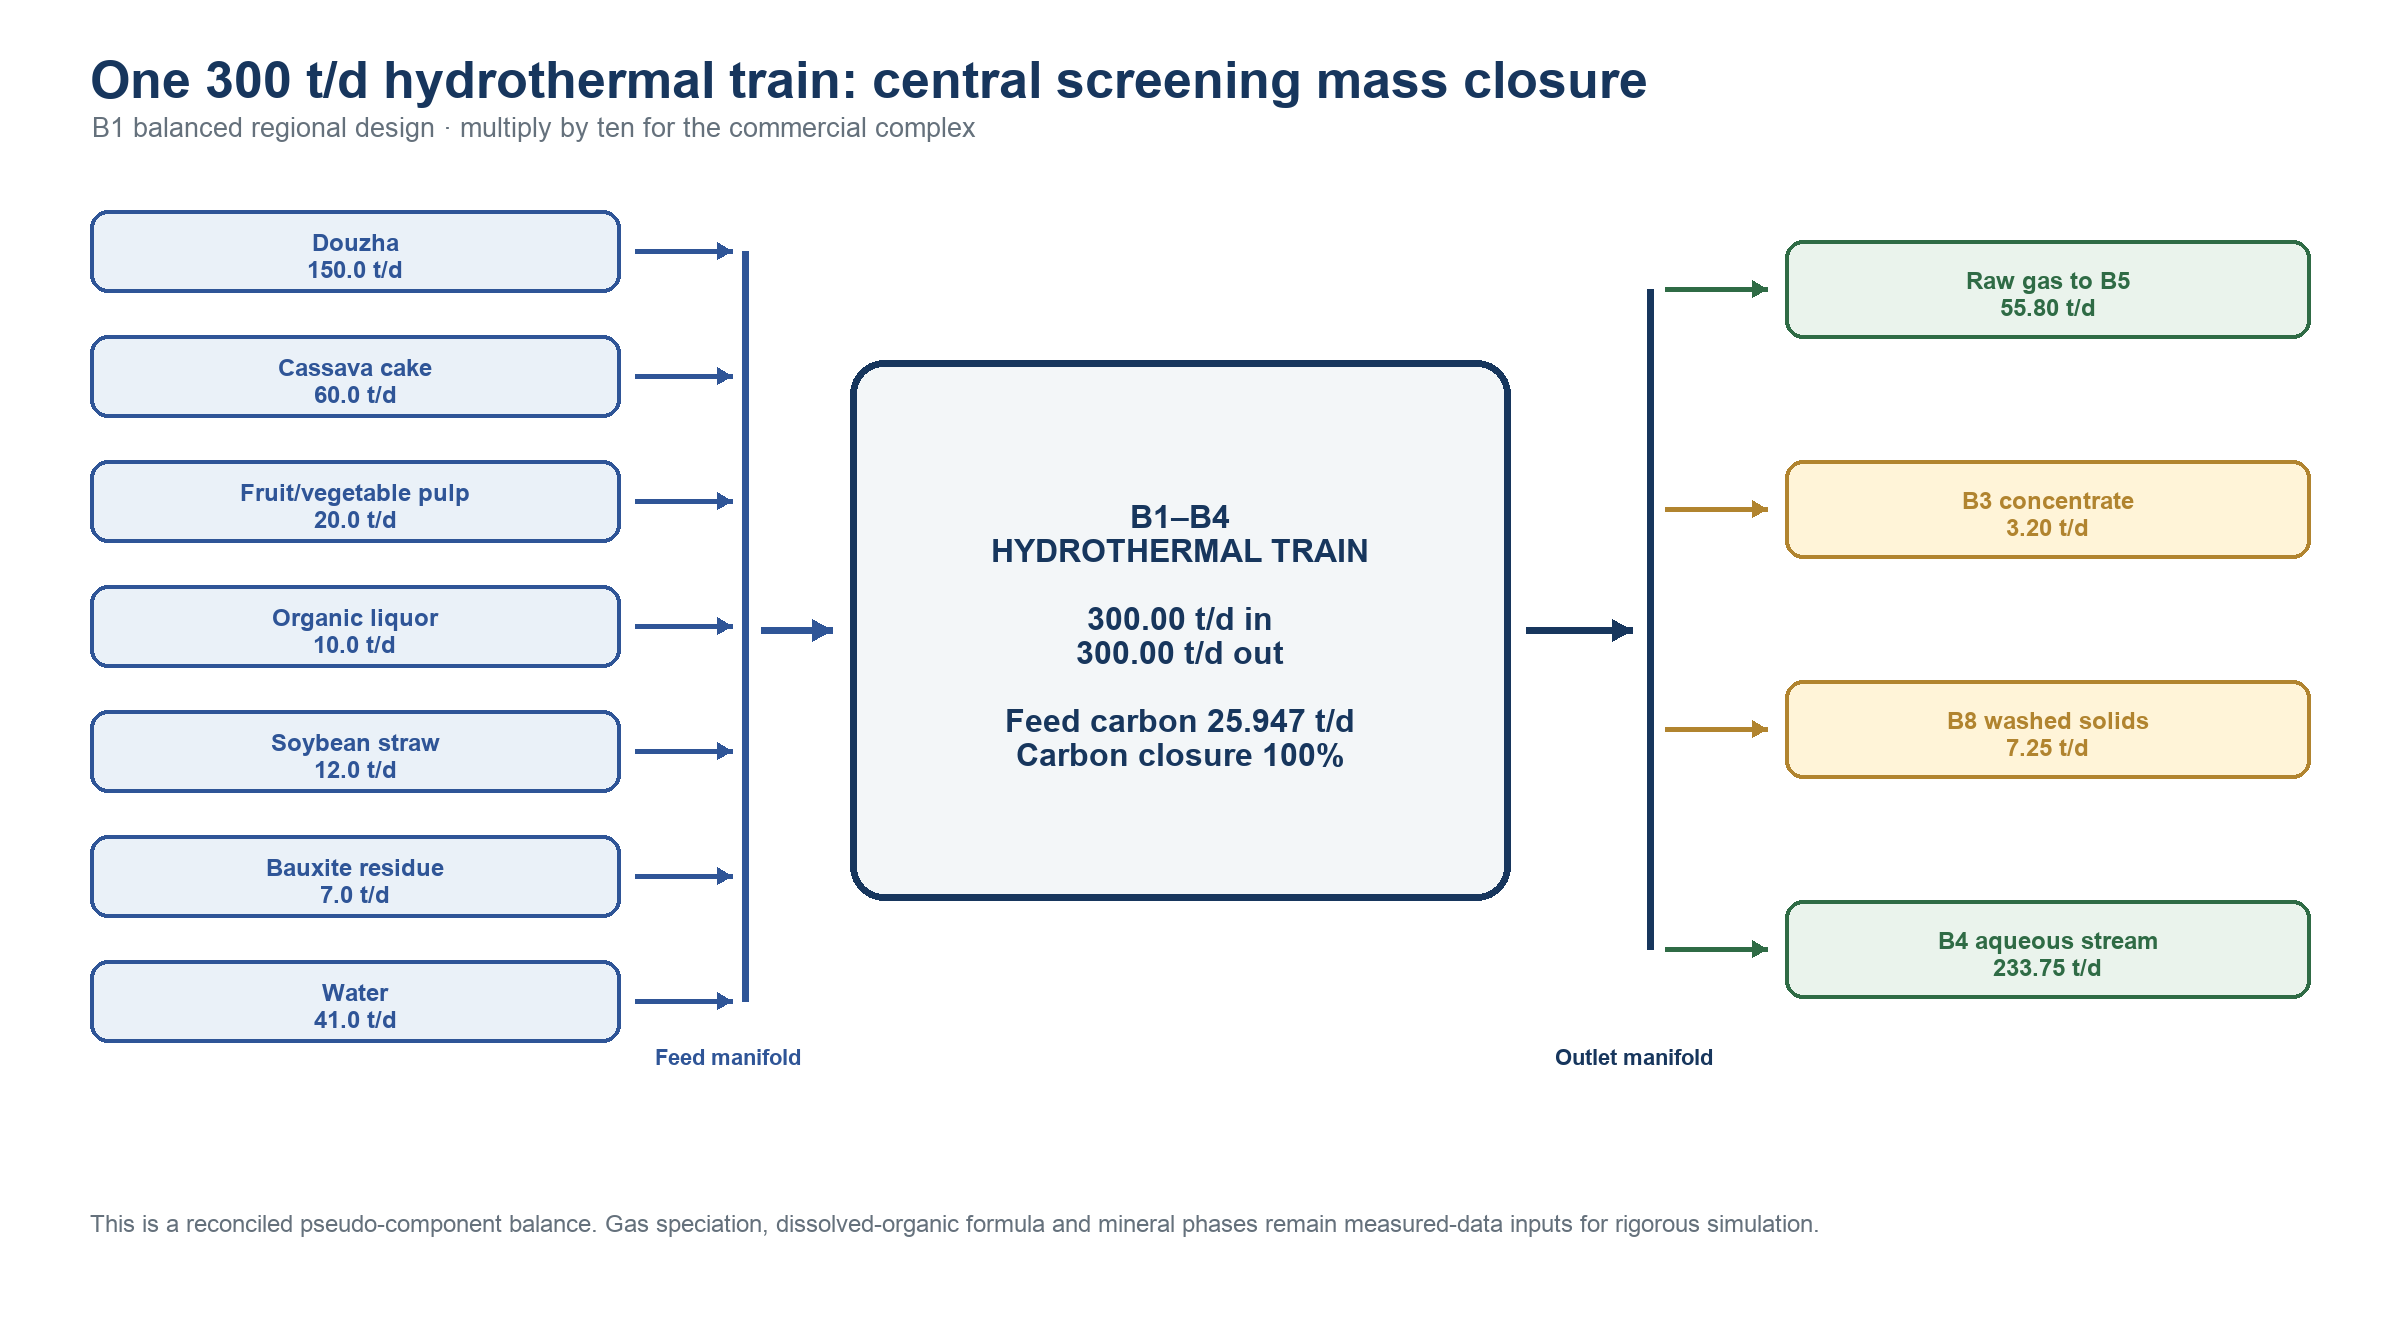 One 300 t/d hydrothermal train: central screening mass closure
B1 balanced regional design · multiply by ten for the commercial complex
Douzha
150.0 t/d
Cassava cake
60.0 t/d
Fruit/vegetable pulp
20.0 t/d
Organic liquor
10.0 t/d
Soybean straw
12.0 t/d
Bauxite residue
7.0 t/d
Water
41.0 t/d
Feed manifold
B1–B4
HYDROTHERMAL TRAIN
300.00 t/d in
300.00 t/d out
Feed carbon 25.947 t/d
Carbon closure 100%
Outlet manifold
Raw gas to B5
55.80 t/d
B3 concentrate
3.20 t/d
B8 washed solids
7.25 t/d
B4 aqueous stream
233.75 t/d
This is a reconciled pseudo-component balance. Gas speciation, dissolved-organic formula and mineral phases remain measured-data inputs for rigorous simulation.